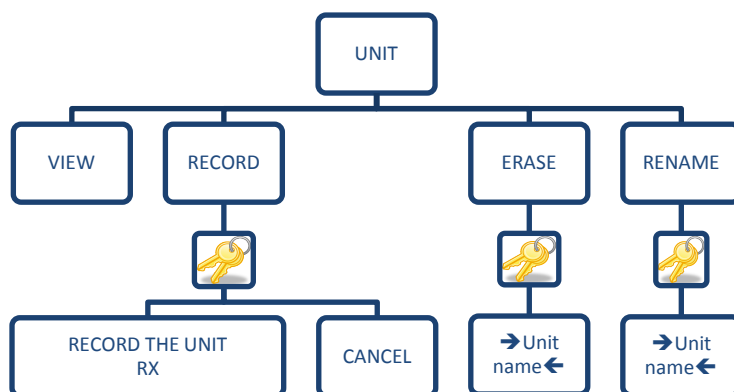 UNIT
VIEW
RECORD
ERASE
RENAME
RECORD THE UNIT
RX
CANCEL
➔Unit
name🡸
➔Unit
name🡸